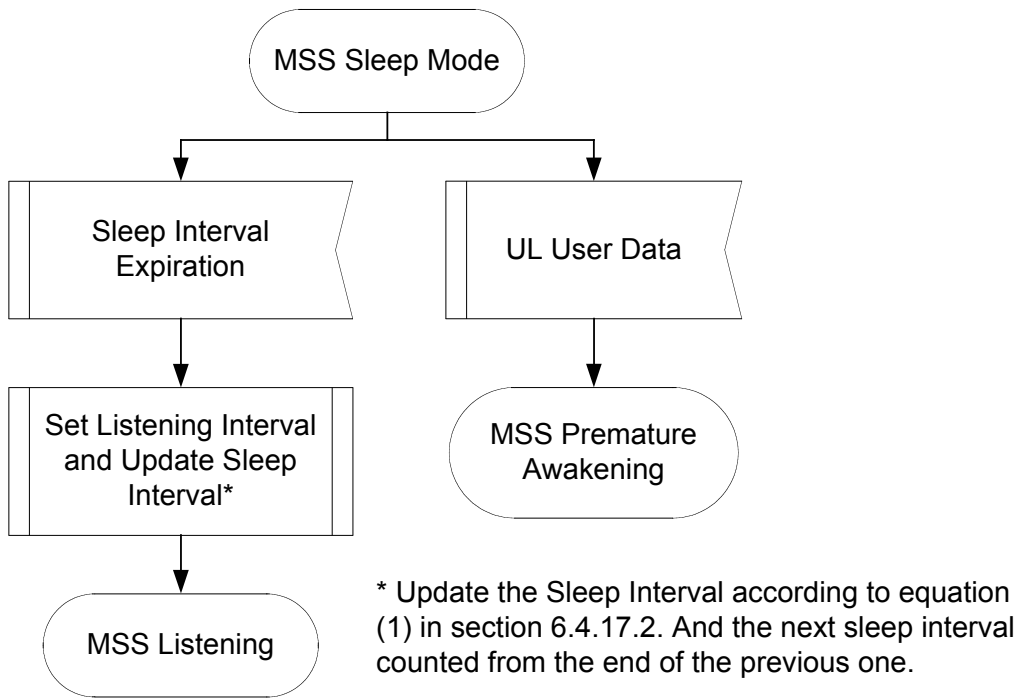 MSS Sleep Mode
Sleep Interval
Expiration
UL User Data
Set Listening Interval
and Update Sleep
Interval*
MSS Premature
Awakening
MSS Listening
* Update the Sleep Interval according to equation
(1) in section 6.4.17.2. And the next sleep interval
counted from the end of the previous one.